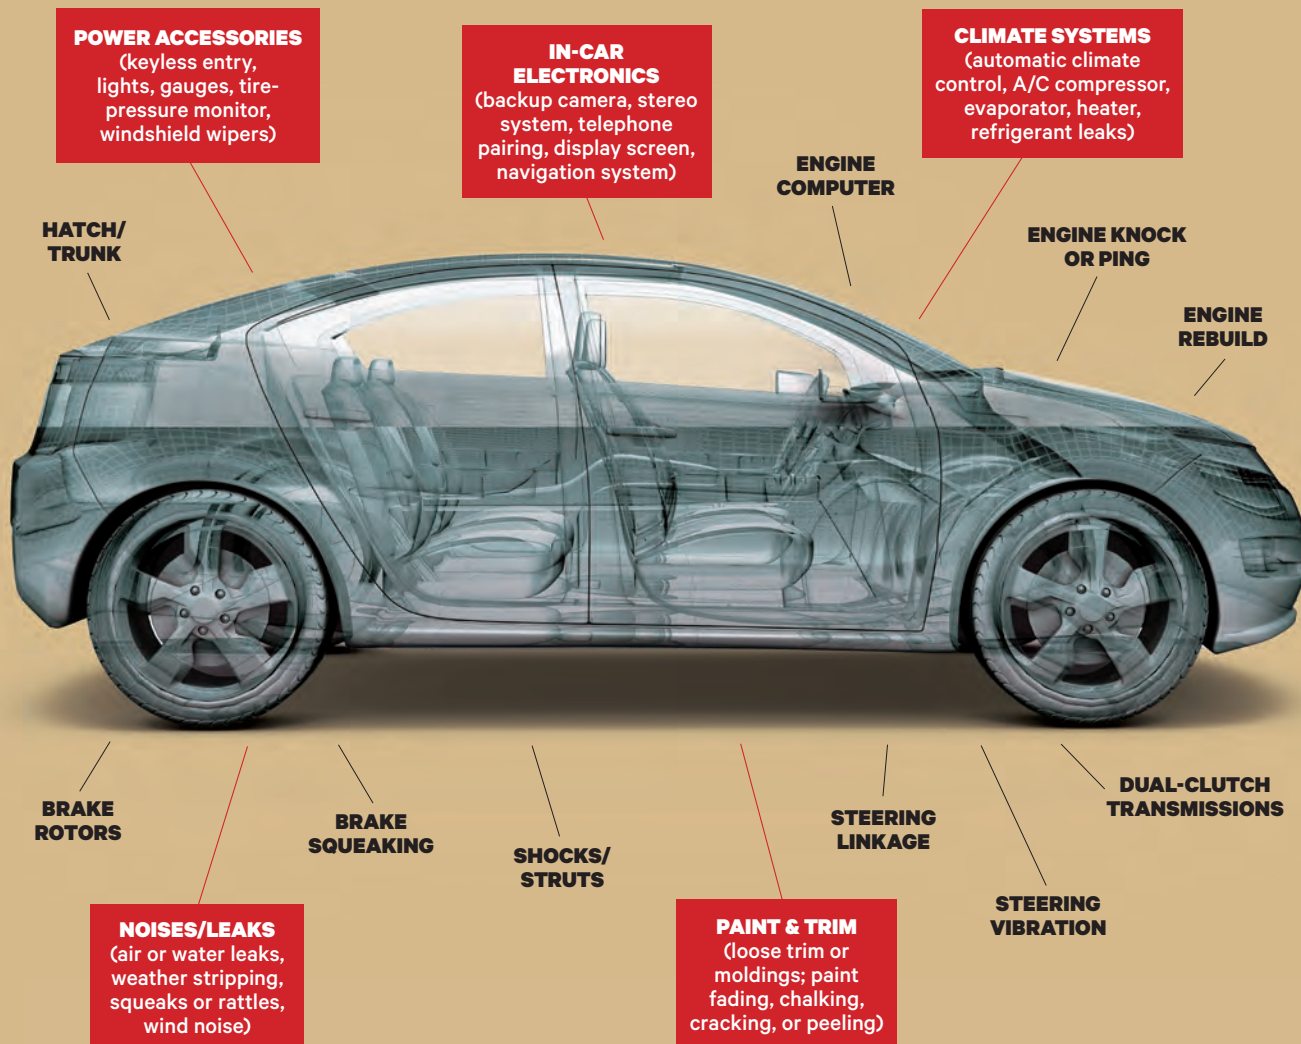 POWER ACCESSORIES
(keyless entry,
lights, gauges, tire-
pressure monitor,
windshield wipers)
IN-CAR
ELECTRONICS
(backup camera, stereo
system, telephone
pairing, display screen,
navigation system)
CLIMATE SYSTEMS
(automatic climate
control, A/C compressor,
evaporator, heater,
refrigerant leaks)
ENGINE
COMPUTER
HATCH/
TRUNK
ENGINE KNOCK
OR PING
ENGINE
REBUILD
BRAKE
ROTORS
BRAKE
SQUEAKING
SHOCKS/
STRUTS
STEERING
LINKAGE
DUAL-CLUTCH
TRANSMISSIONS
STEERING
VIBRATION
NOISES/LEAKS
(air or water leaks,
weather stripping,
squeaks or rattles,
wind noise)
PAINT & TRIM
(loose trim or
moldings; paint
fading, chalking,
cracking, or peeling)